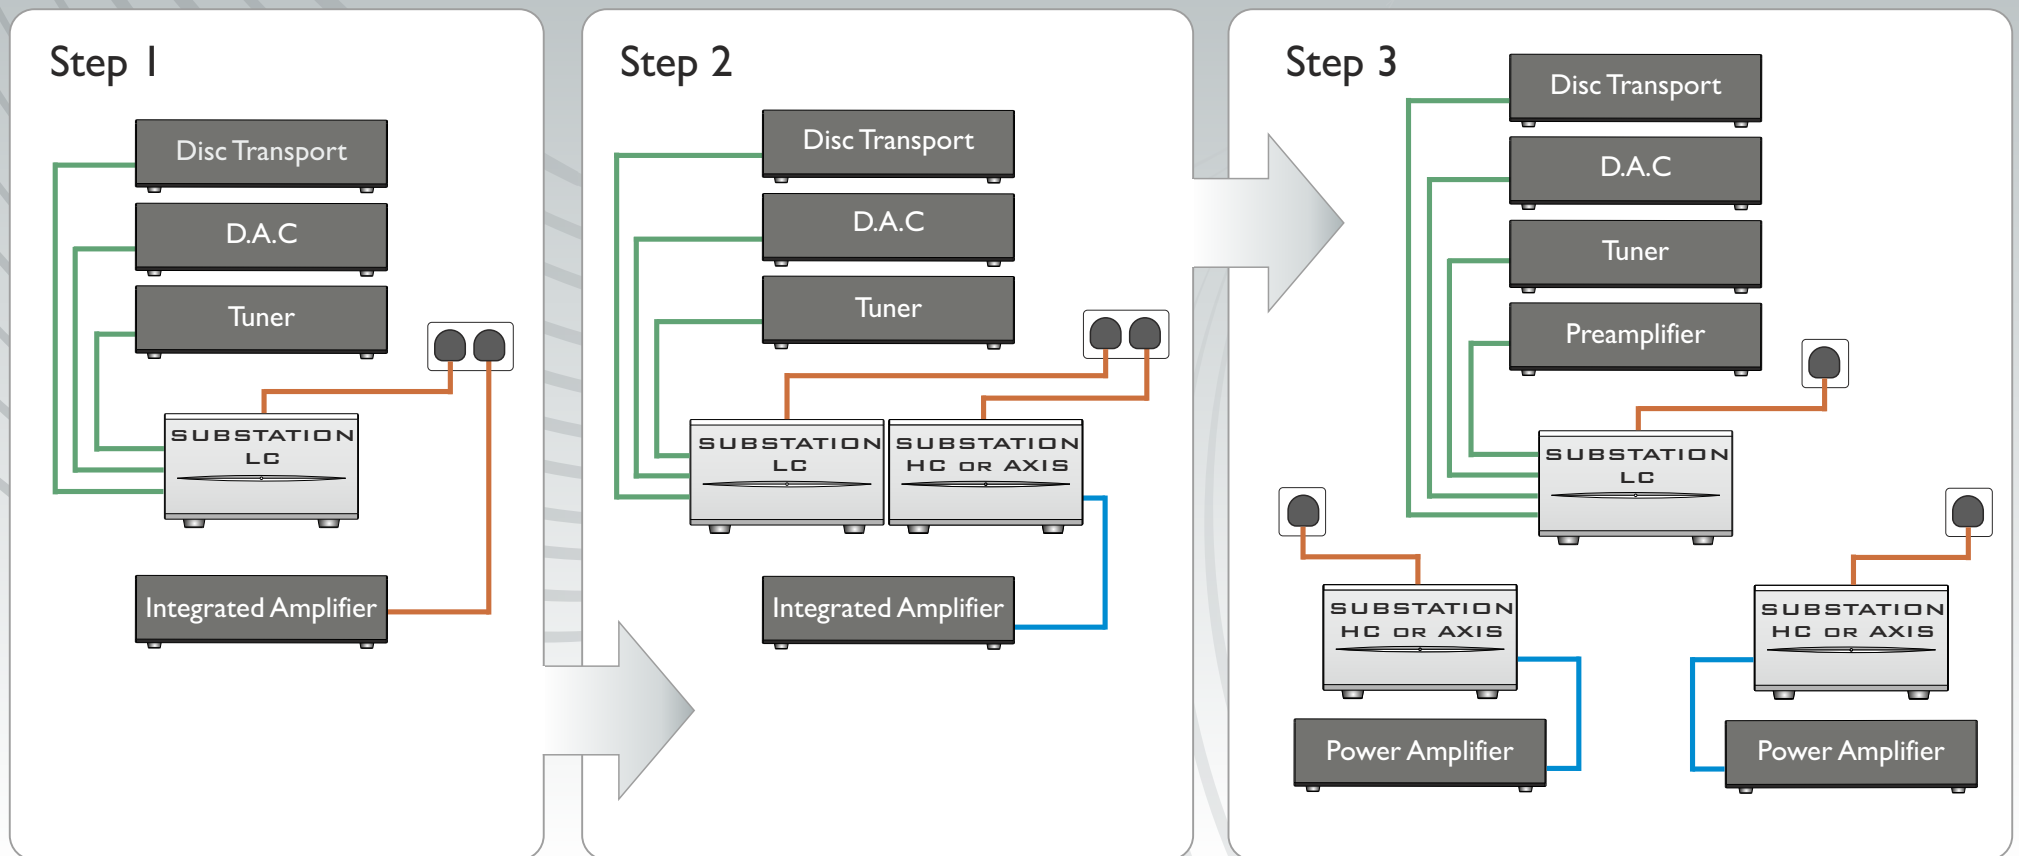 Step 1
Disc Transport
D.A.C
Tuner
SUBSTATION
LC
Integrated Amplifier
Step 2
Disc Transport
D.A.C
Tuner
SUBSTATION
LC
SUBSTATION
HC OR AXIS
Integrated Amplifier
Step 3
Disc Transport
D.A.C
Tuner
Preamplifier
SUBSTATION
LC
SUBSTATION
HC OR AXIS
Power Amplifier
SUBSTATION
HC OR AXIS
Power Amplifier